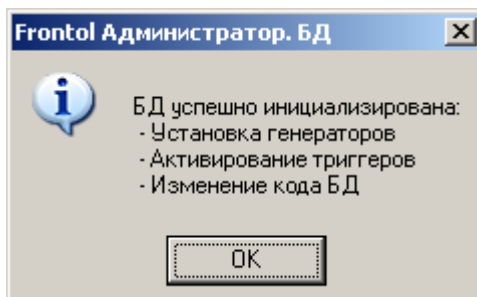 Frontol Администратор. БД
БД успешно инициализирована:
- Установка генераторов
- Активирование триггеров
- Изменение кода БД
OK